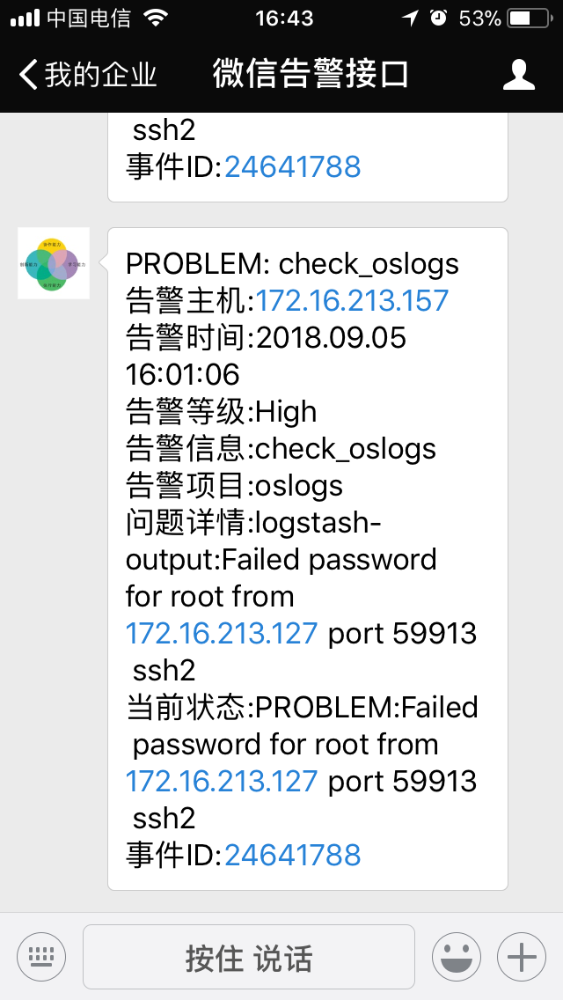 中国电信 16:43 53%
我的企业 微信告警接口
ssh2
事件ID:24641788
PROBLEM: check_oslogs
告警主机:172.16.213.157
告警时间:2018.09.05
16:01:06
告警等级:High
告警信息:check_oslogs
告警项目:oslogs
问题详情:logstash-
output:Failed password
for root from
172.16.213.127 port 59913
ssh2
当前状态:PROBLEM:Failed
password for root from
172.16.213.127 port 59913
ssh2
事件ID:24641788
按住 说话